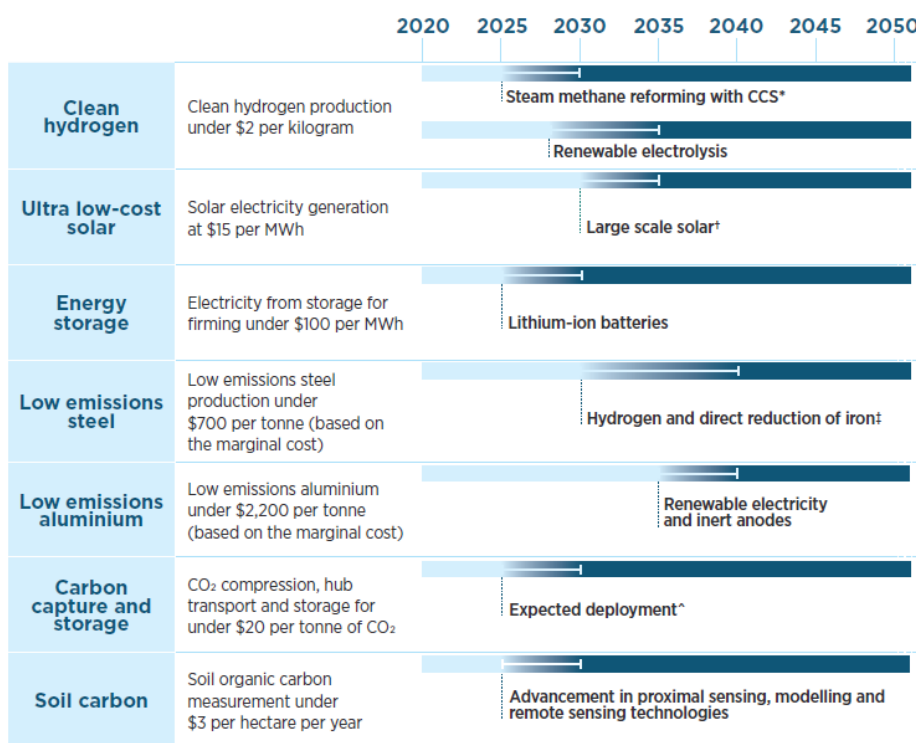 2020 2025 2030 2035 2040 2045 2050
Clean
hydrogen
Clean hydrogen production
under $2 per kilogram
Steam methane reforming with CCS*
Renewable electrolysis
Ultra low-cost
solar
Solar electricity generation
at $15 per MWh
Large scale solar†
Energy
storage
Electricity from storage for
firming under $100 per MWh
Lithium-ion batteries
Low emissions
steel
Low emissions steel
production under
$700 per tonne (based on
the marginal cost)
Hydrogen and direct reduction of iron‡
Low emissions
aluminium
Low emissions aluminium
under $2,200 per tonne
(based on the marginal cost)
Renewable electricity
and inert anodes
Carbon
capture and
storage
CO₂ compression, hub
transport and storage for
under $20 per tonne of CO₂
Expected deployment^
Soil carbon
Soil organic carbon
measurement under
$3 per hectare per year
Advancement in proximal sensing, modelling and
remote sensing technologies